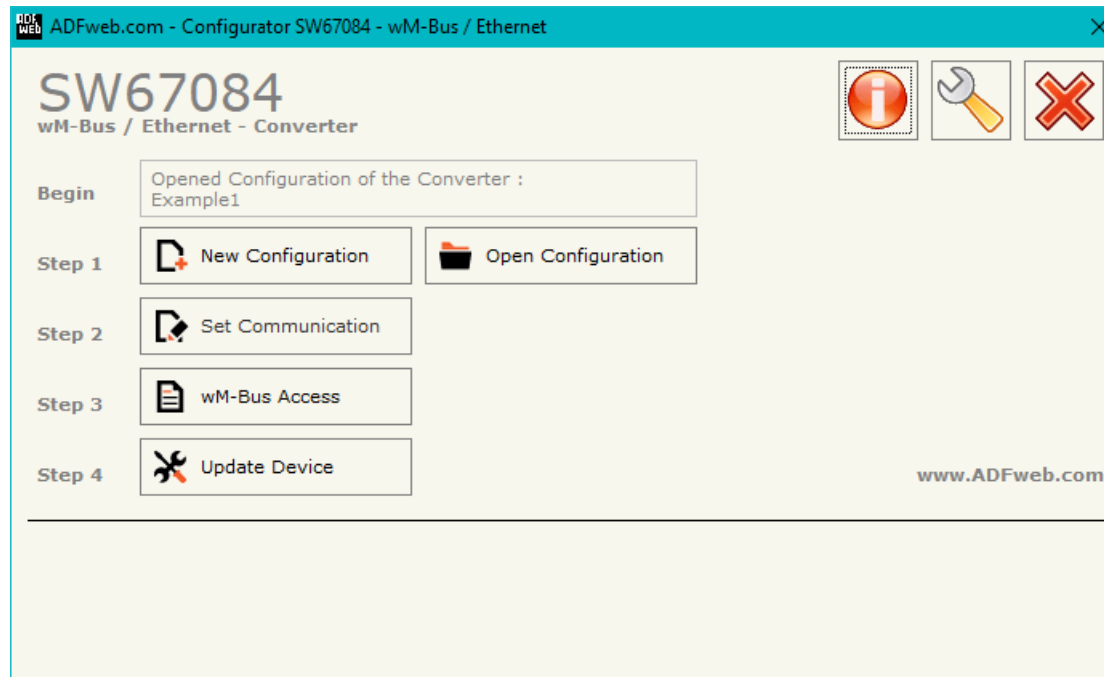 ADF
WEB
ADFweb.com - Configurator SW67084 - wM-Bus / Ethernet
SW67084
wM-Bus / Ethernet - Converter
Begin
Opened Configuration of the Converter :
Example1
Step 1
New Configuration
Open Configuration
Step 2
Set Communication
Step 3
wM-Bus Access
Step 4
Update Device
www.ADFweb.com